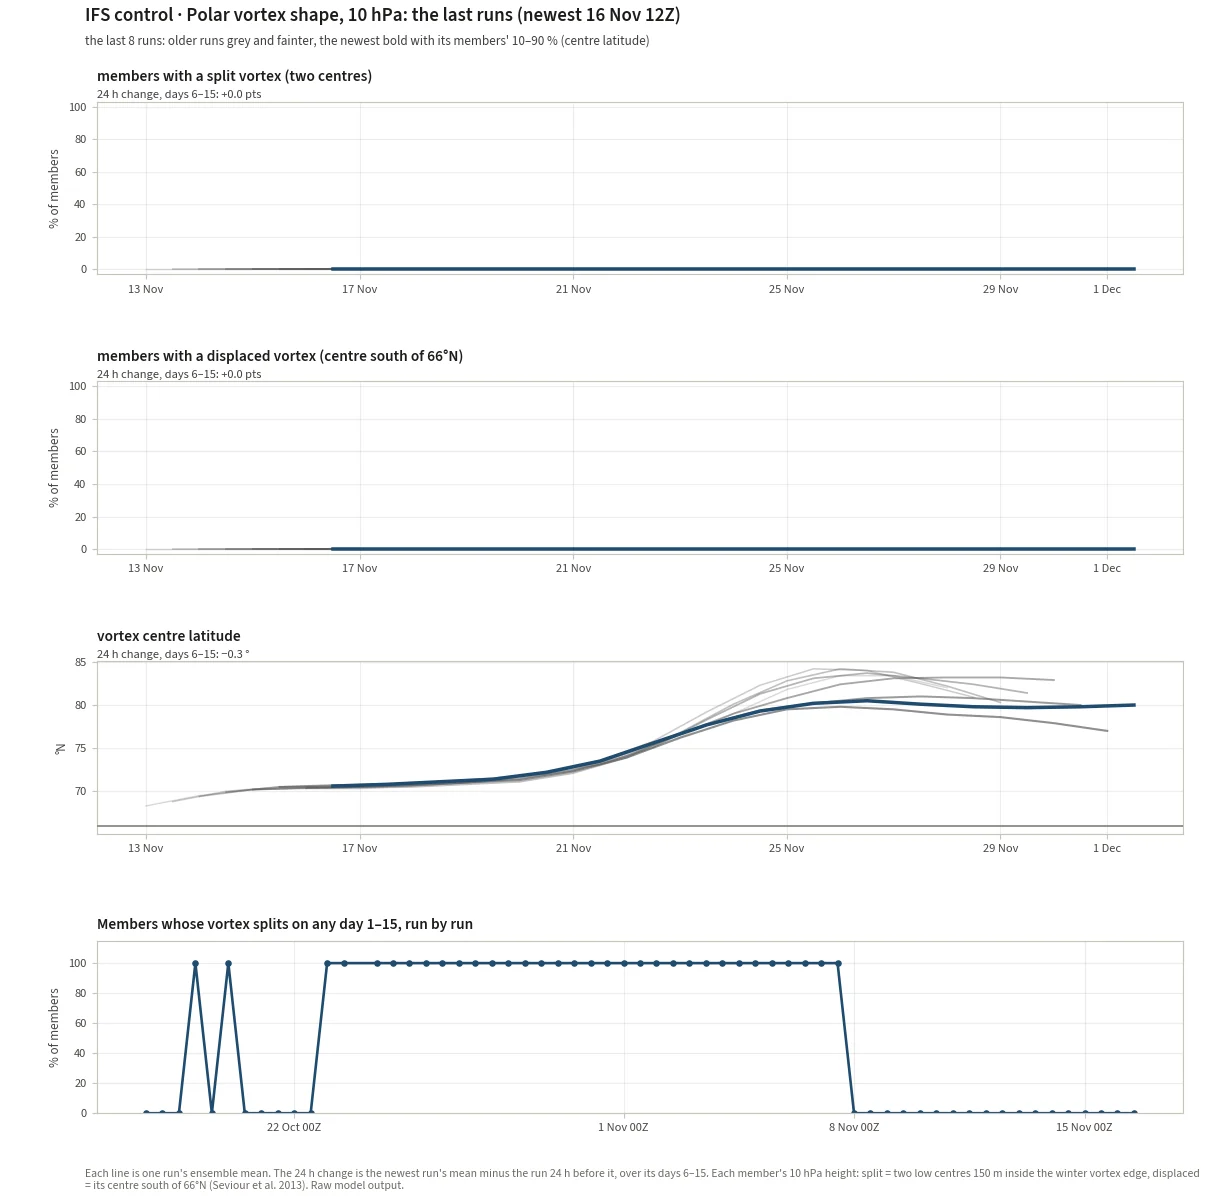 IFS control · Polar vortex shape, 10 hPa: the last runs (newest 16 Nov 12Z)
the last 8 runs: older runs grey and fainter, the newest bold with its members' 10–90 % (centre latitude)
members with a split vortex (two centres)
24 h change, days 6–15: +0.0 pts
100
80
60
40
20
0
% of members
13 Nov 17 Nov 21 Nov 25 Nov 29 Nov 1 Dec
members with a displaced vortex (centre south of 66°N)
24 h change, days 6–15: +0.0 pts
100
80
60
40
20
0
% of members
13 Nov 17 Nov 21 Nov 25 Nov 29 Nov 1 Dec
vortex centre latitude
24 h change, days 6–15: −0.3 °
85
80
75
70
°N
13 Nov 17 Nov 21 Nov 25 Nov 29 Nov 1 Dec
Members whose vortex splits on any day 1–15, run by run
100
80
60
40
20
0
% of members
22 Oct 00Z 1 Nov 00Z 8 Nov 00Z 15 Nov 00Z
Each line is one run's ensemble mean. The 24 h change is the newest run's mean minus the run 24 h before it, over its days 6–15. Each member's 10 hPa height: split = two low centres 150 m inside the winter vortex edge, displaced
= its centre south of 66°N (Seviour et al. 2013). Raw model output.